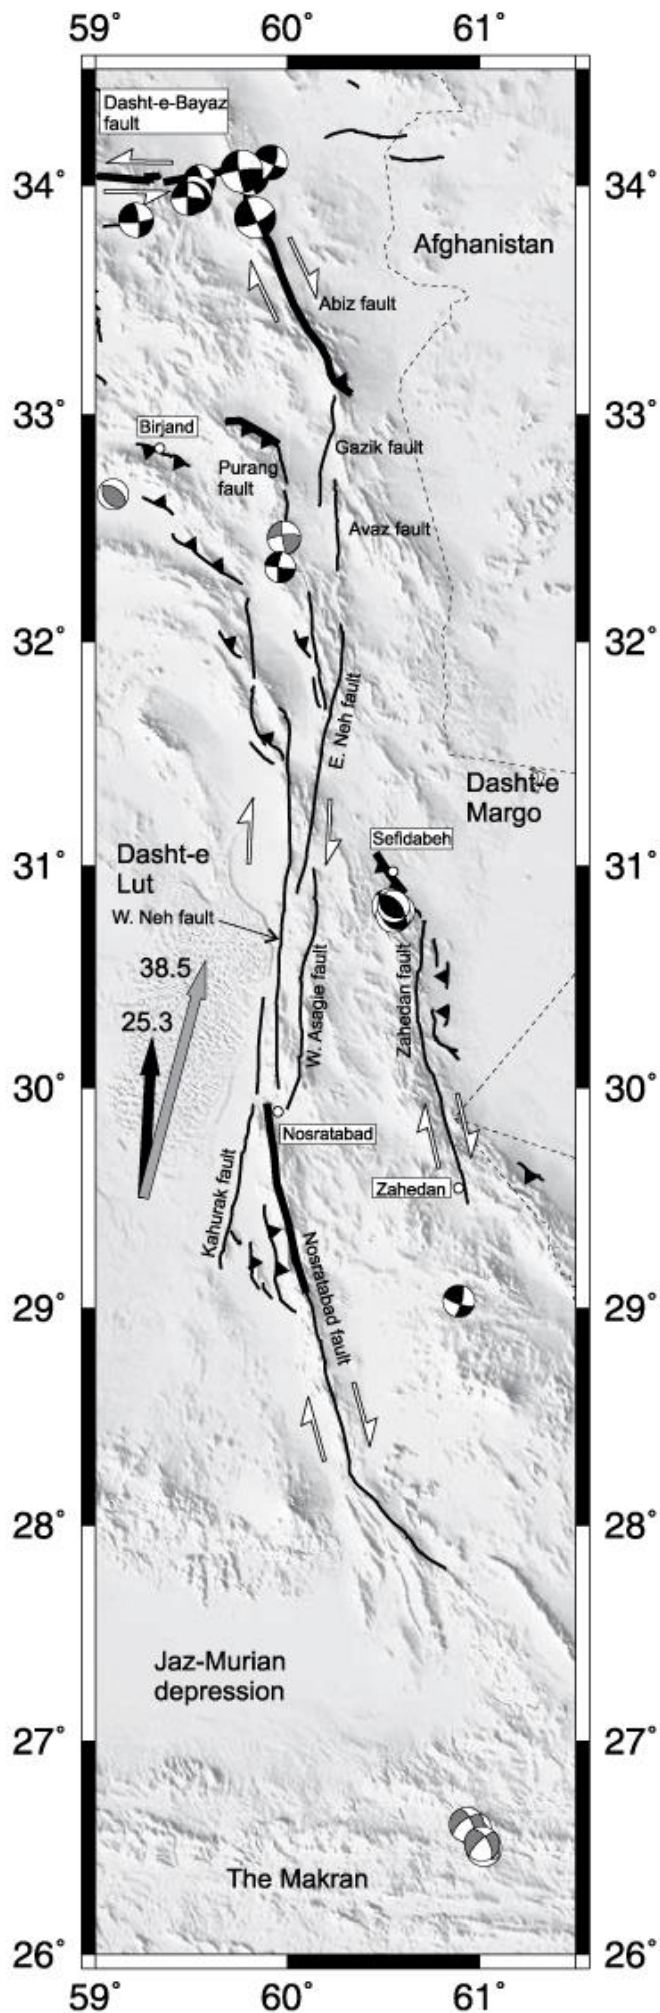 59° 60° 61°
Dasht-e-Bayaz
fault
34° 34°
Afghanistan
Abiz fault
33° 33°
Birjand
Gazik fault
Purang
fault
Avaz fault
32° 32°
E. Neh fault
Dasht-e
Margo
Sefidabeh
31° 31°
Dasht-e
Lut
W. Neh fault
38.5
W. Asagie fault
Zahedan fault
25.3
30° 30°
Nosratabad
Kahurak fault
Zahedan
Nosratabad fault
29° 29°
28° 28°
Jaz-Murian
depression
27° 27°
The Makran
26° 26°
59° 60° 61°